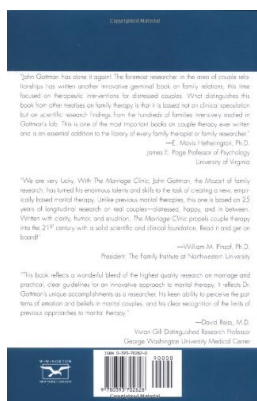 Copyrighted Material
"John Gottman has done it again! The foremost researcher in the area of couple rela-
tionships has written another innovative germinal book on family relations, this time
focused on therapeutic interventions for distressed couples. What distinguishes this
book from other treatises on family therapy is that it is based not on clinical speculation
but on scientific research findings from the hundreds of families intensively studied in
Gottman's lab. This is one of the most important books on couple therapy ever written
and is an essential addition to the library of every family therapist or family researcher."
—E. Mavis Hetherington, Ph.D.
James E. Page Professor of Psychology
University of Virginia
"We are very lucky. With The Marriage Clinic, John Gottman, the Mozart of family
research, has turned his enormous talents and skills to the task of creating a new, empir-
ically based marital therapy. Unlike previous marital therapies, this one is based on 25
years of longitudinal research on real couples—distressed, happy, and in between.
Written with clarity, humor, and erudition, The Marriage Clinic propels couple therapy
into the 21st century with a solid scientific and clinical foundation. Read it and get on
board!"
—William M. Pinsof, Ph.D.
President, The Family Institute at Northwestern University
"This book reflects a wonderful blend of the highest quality research on marriage and
practical, clear guidelines for an innovative approach to marital therapy. It reflects Dr.
Gottman's unique accomplishments as a researcher, his keen ability to perceive the pat-
terns of emotion and beliefs in marital couples, and his clear recognition of the limits of
previous approaches to marital therapy."
—David Reiss, M.D.
Vivian Gill Distinguished Research Professor
George Washington University Medical Center
ISBN 0-393-70282-0
90000
9 780393 702828
W·W·NORTON
Copyrighted Material